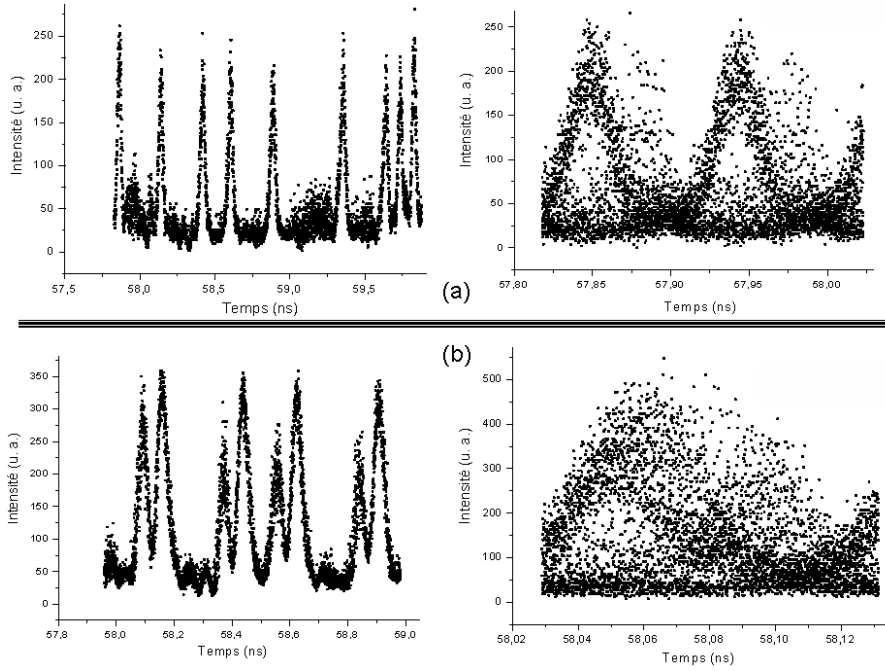 250
200
150
100
50
0
Intensité (u. a.)
57,5 58,0 58,5 59,0 59,5
Temps (ns)
250
200
150
100
50
0
Intensité (u. a.)
57,80 57,85 57,90 57,95 58,00
Temps (ns)
(a)
(b)
350
300
250
200
150
100
50
0
Intensité (u. a.)
57,8 58,0 58,2 58,4 58,6 58,8 59,0
Temps (ns)
500
400
300
200
100
0
Intensité (u. a.)
58,02 58,04 58,06 58,08 58,10 58,12
Temps (ns)